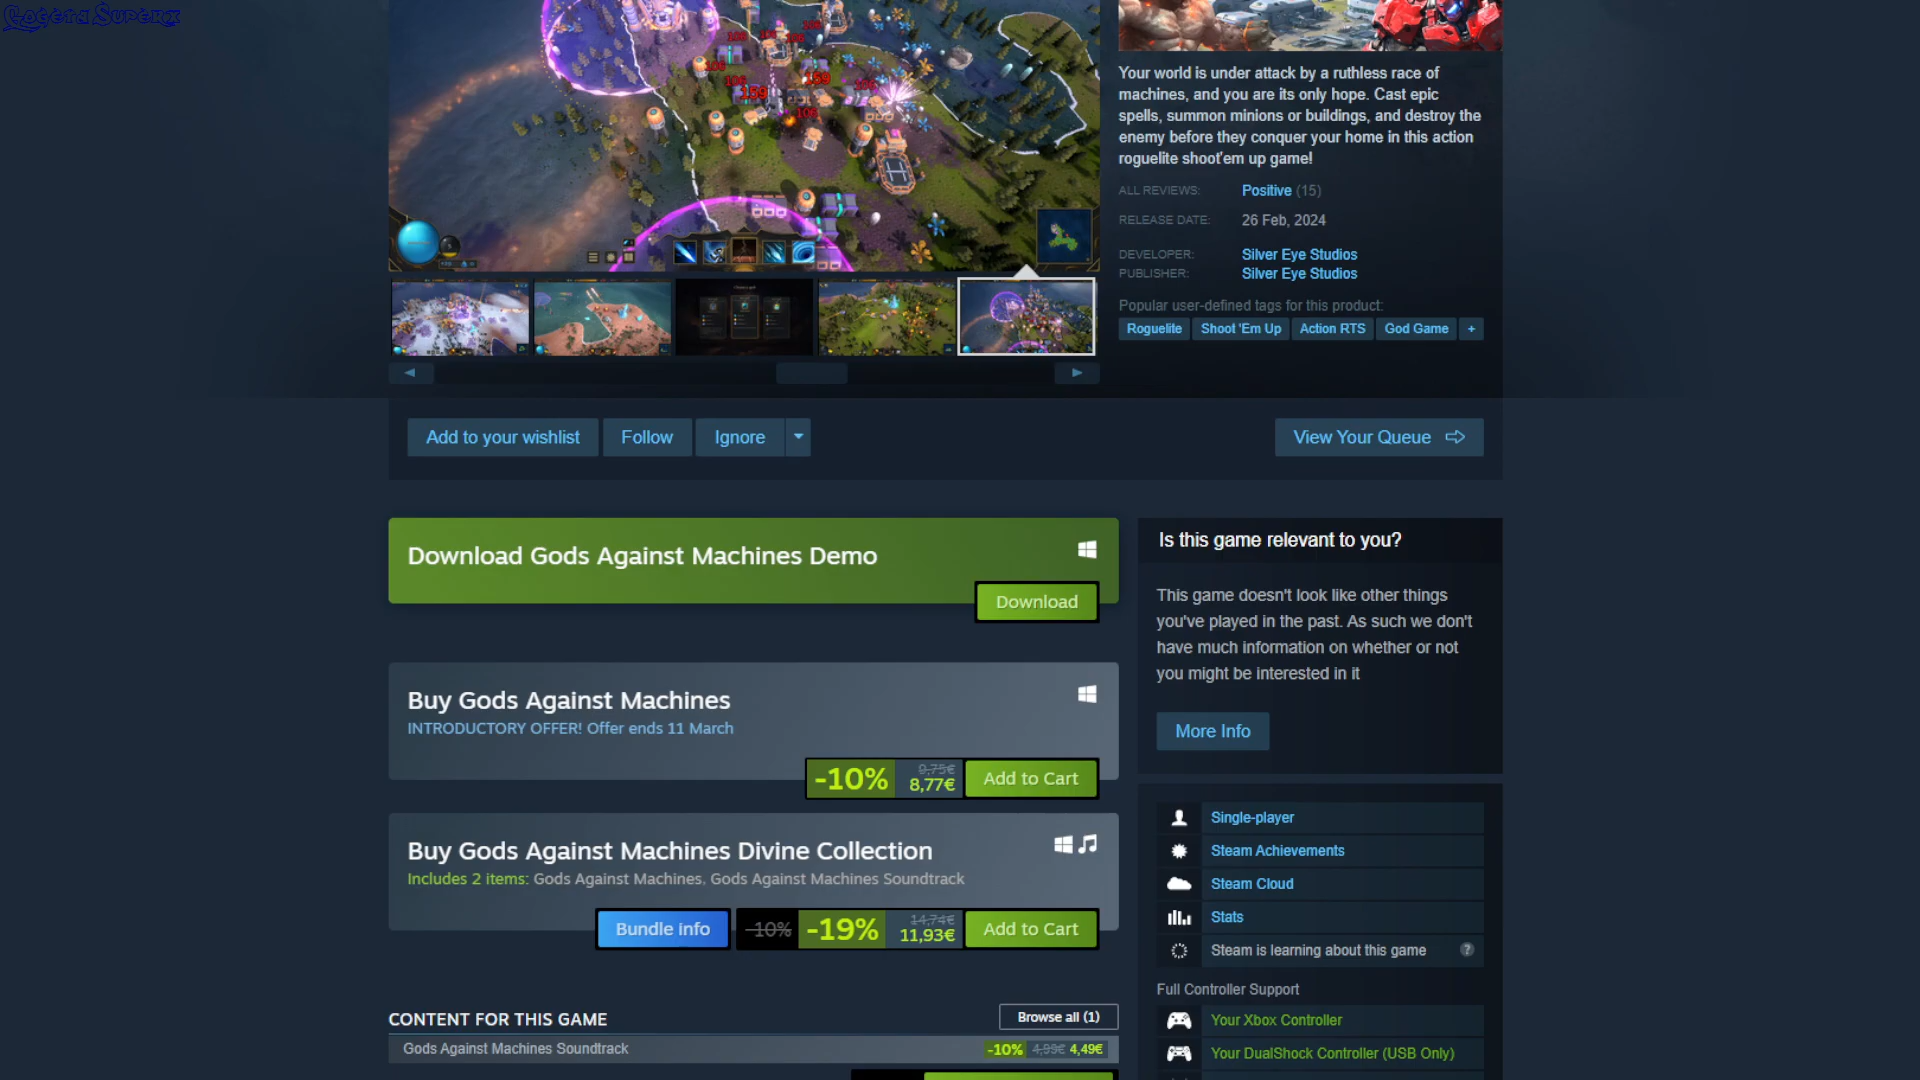 Your world is under attack by a ruthless race of
machines, and you are its only hope. Cast epic
spells, summon minions or buildings, and destroy the
enemy before they conquer your home in this action
roguelite shoot'em up game!
ALL REVIEWS: Positive (15)
RELEASE DATE: 26 Feb, 2024
DEVELOPER: Silver Eye Studios
PUBLISHER: Silver Eye Studios
Popular user-defined tags for this product:
Roguelite Shoot 'Em Up Action RTS God Game +
Add to your wishlist Follow Ignore View Your Queue
Download Gods Against Machines Demo
Download
Buy Gods Against Machines
INTRODUCTORY OFFER! Offer ends 11 March
-10% 9,75€ 8,77€ Add to Cart
Buy Gods Against Machines Divine Collection
Includes 2 items: Gods Against Machines, Gods Against Machines Soundtrack
Bundle info -10% -19% 14,74€ 11,93€ Add to Cart
CONTENT FOR THIS GAME Browse all (1)
Gods Against Machines Soundtrack -10% 4,99€ 4,49€
Is this game relevant to you?
This game doesn't look like other things
you've played in the past. As such we don't
have much information on whether or not
you might be interested in it
More Info
Single-player
Steam Achievements
Steam Cloud
Stats
Steam is learning about this game ?
Full Controller Support
Your Xbox Controller
Your DualShock Controller (USB Only)